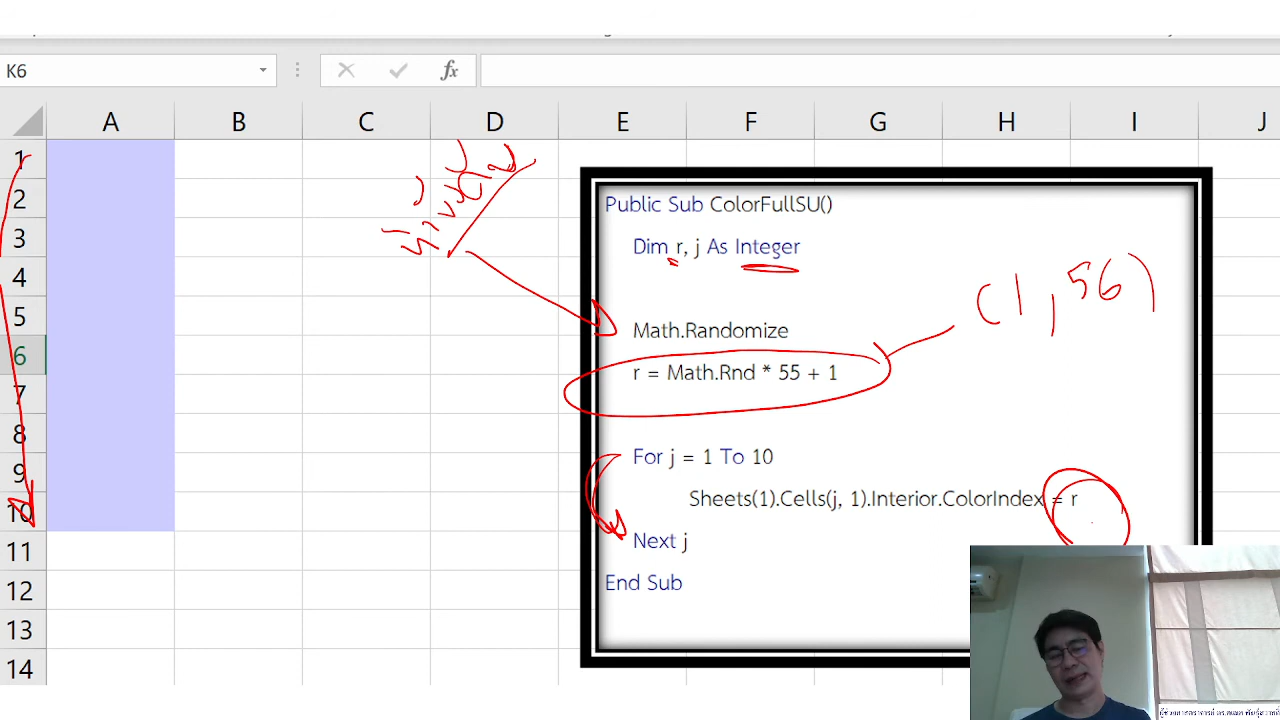 K6
fx
A B C D E F G H I J
1
2
3
4
5
6
7
8
9
10
11
12
13
14
Public Sub ColorFullSU()
Dim r, j As Integer
Math.Randomize
r = Math.Rnd * 55 + 1
(1, 56)
For j = 1 To 10
Sheets(1).Cells(j, 1).Interior.ColorIndex = r
Next j
End Sub